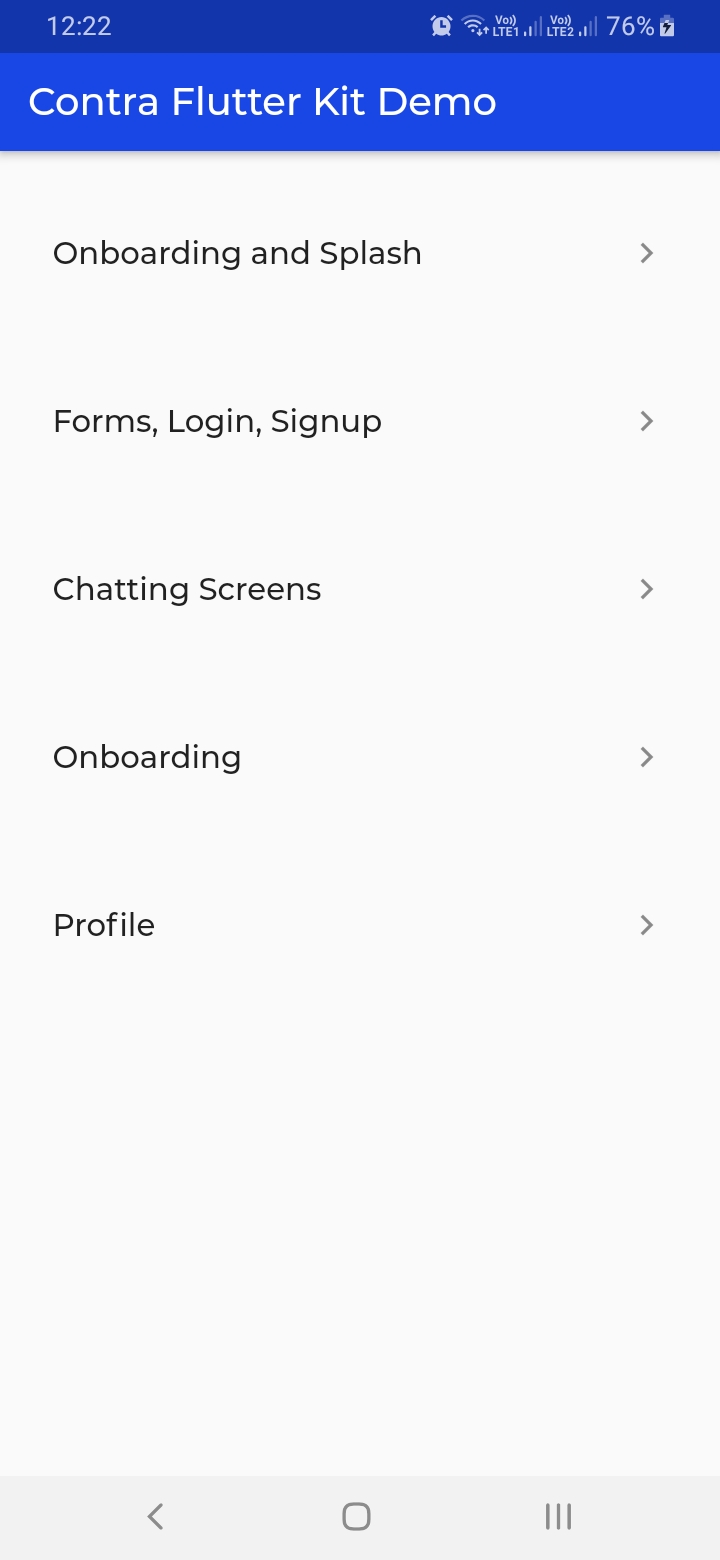 12:22 Vo)) LTE1 Vo)) LTE2 76%
Contra Flutter Kit Demo
Onboarding and Splash
Forms, Login, Signup
Chatting Screens
Onboarding
Profile